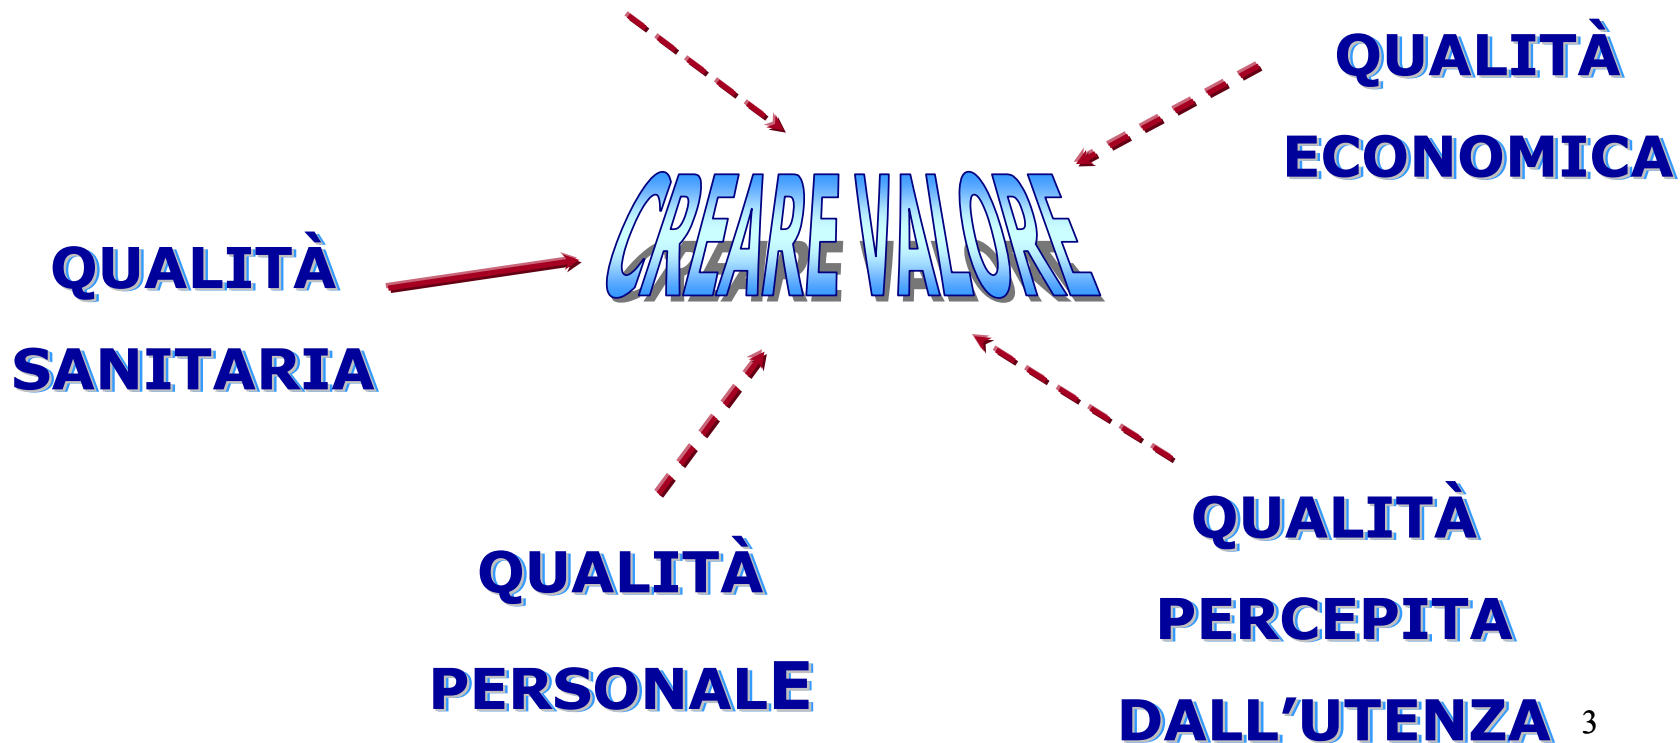 QUALITÀ
ECONOMICA
CREARE VALORE
QUALITÀ
SANITARIA
QUALITÀ
PERSONALE
QUALITÀ
PERCEPITA
DALL’UTENZA
3